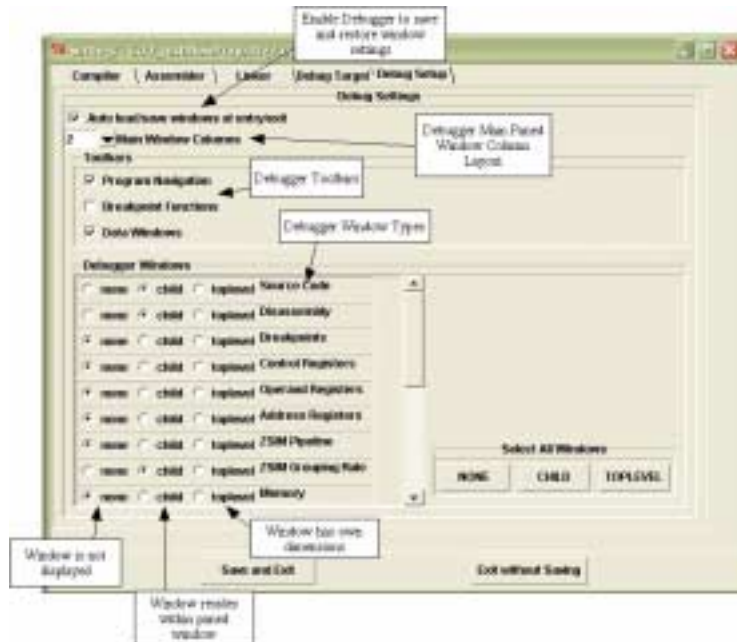 Enable Debugger to save
and restore window
settings
Compiler Assembler Linker Debug Target Debug Setup
Debug Settings
Auto load/save windows at entry/exit
2 Main Window Columns
Debugger Main Paned
Window Column
Layout
Toolbars
Program Navigation
Debugger Toolbars
Breakpoint Functions
Data Windows
Debugger Window Types
Debugger Windows
none child toplevel Source Code
none child toplevel Disassembly
none child toplevel Breakpoints
none child toplevel Control Registers
none child toplevel Operand Registers
none child toplevel Address Registers
none child toplevel ZSIM Pipeline
none child toplevel ZSIM Grouping Rule
none child toplevel Memory
Select All Windows
NONE CHILD TOPLEVEL
Window has own
dimensions
Window is not
displayed
Save and Exit
Exit without Saving
Window resides
within paned
window